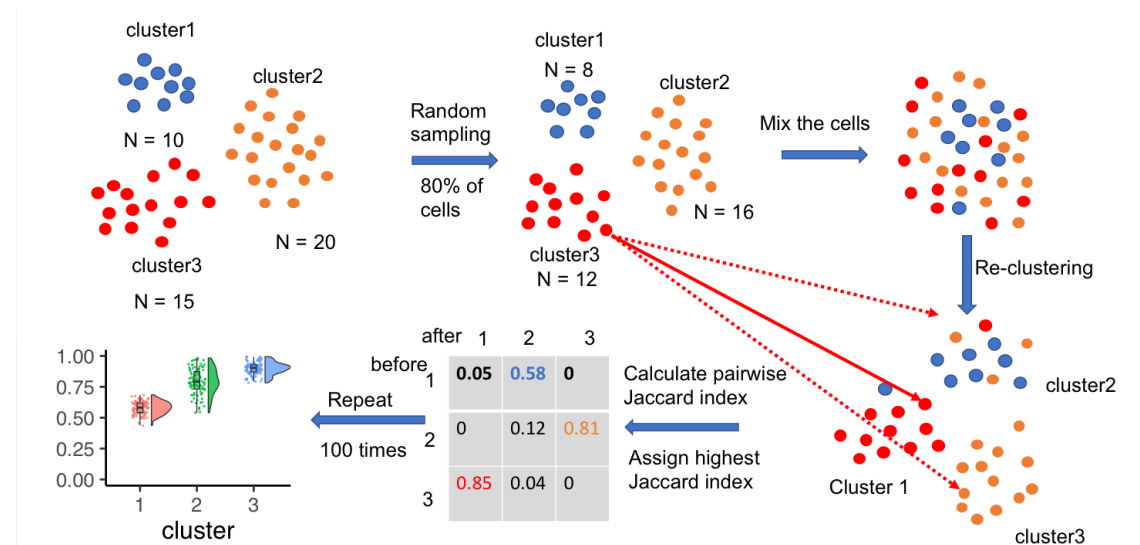 cluster1
cluster2
N = 10
N = 20
cluster3
N = 15
Random
sampling
80% of
cells
cluster1
N = 8
cluster2
N = 16
cluster3
N = 12
Mix the cells
Re-clustering
cluster2
Cluster 1
cluster3
Calculate pairwise
Jaccard index
Assign highest
Jaccard index
after 1 2 3
before
1 0.05 0.58 0
2 0 0.12 0.81
3 0.85 0.04 0
Repeat
100 times
1.00
0.75
0.50
0.25
0.00
1 2 3
cluster